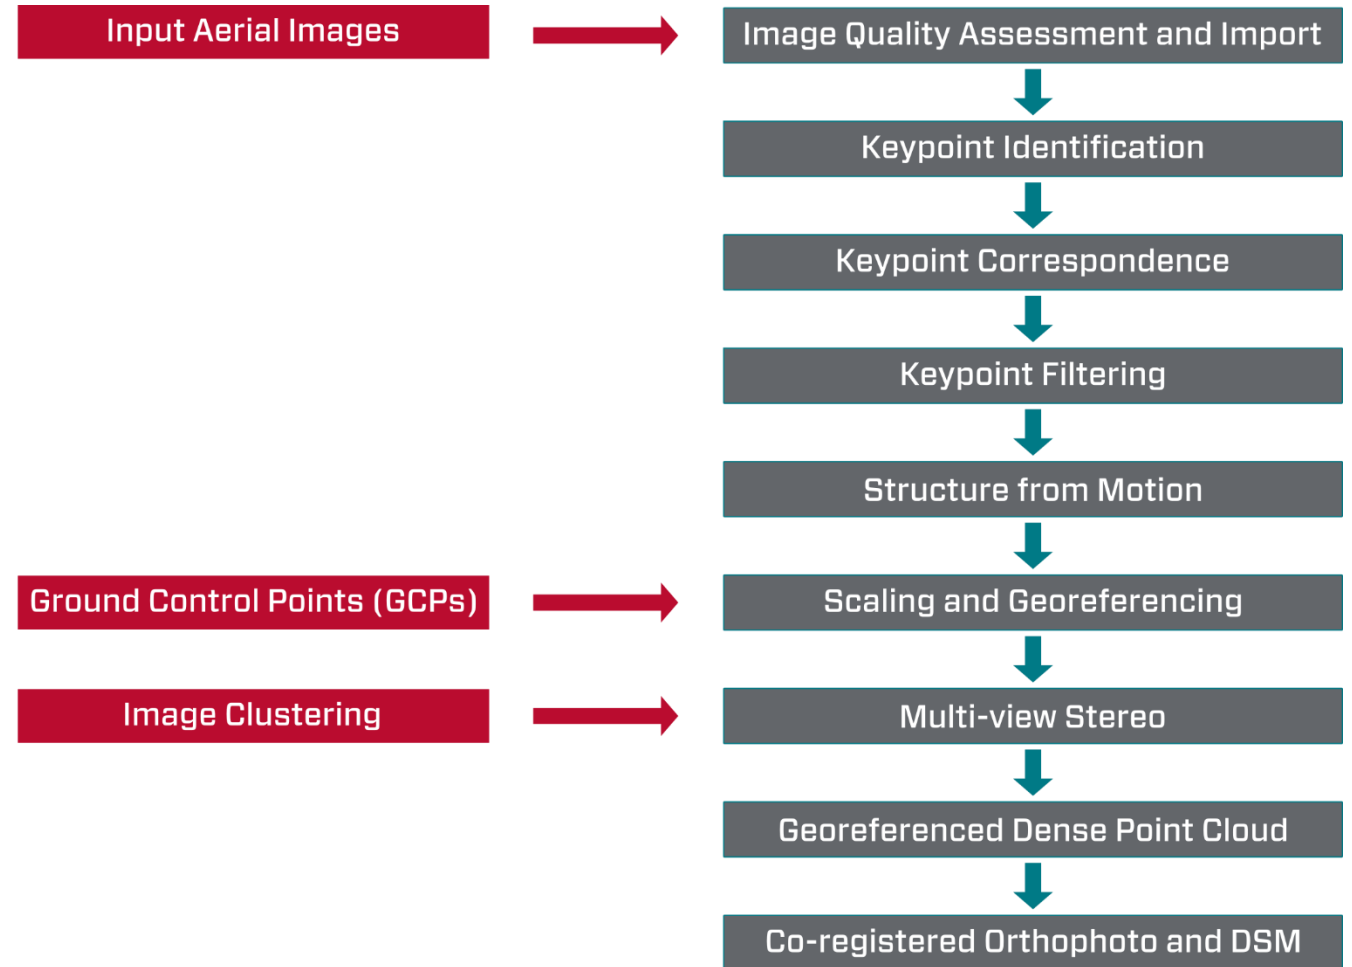 Input Aerial Images
Image Quality Assessment and Import
Keypoint Identification
Keypoint Correspondence
Keypoint Filtering
Structure from Motion
Ground Control Points (GCPs)
Scaling and Georeferencing
Image Clustering
Multi-view Stereo
Georeferenced Dense Point Cloud
Co-registered Orthophoto and DSM